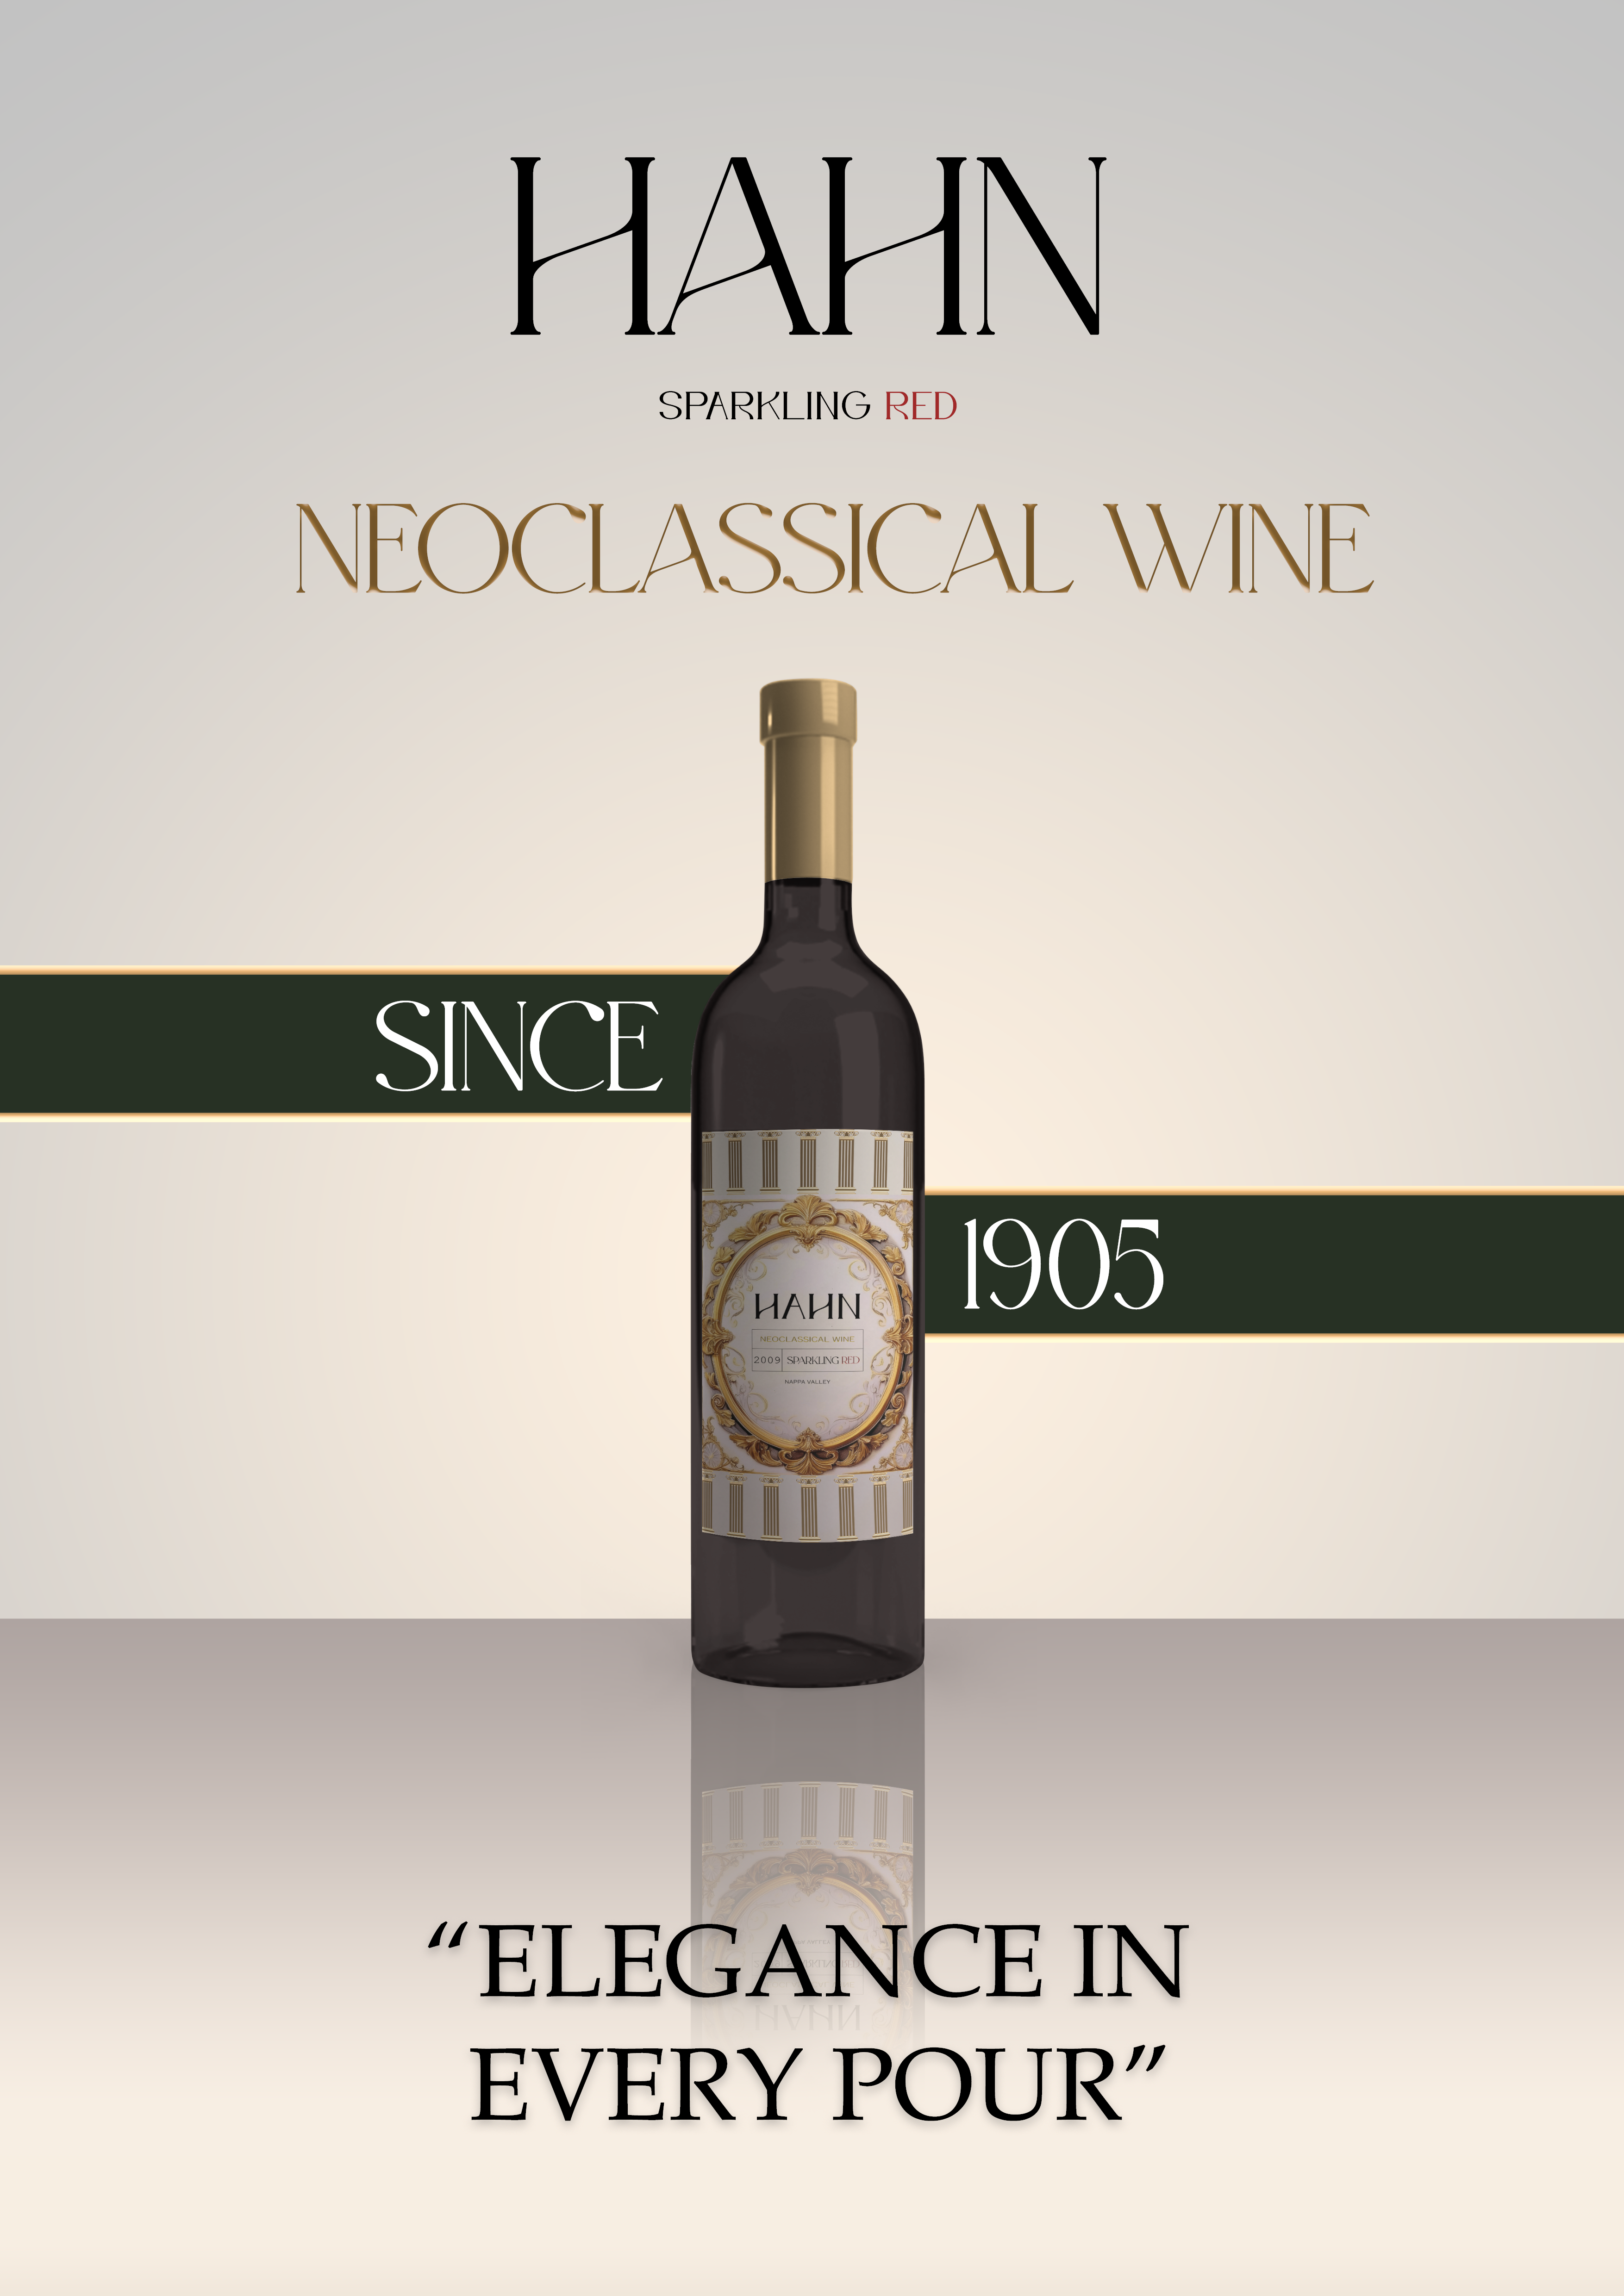 HAHN
SPARKLING RED
NEOCLASSICAL WINE
SINCE
1905
HAHN
NEOCLASSICAL WINE
2009 SPARKLING RED
NAPPA VALLEY
“ELEGANCE IN
EVERY POUR”